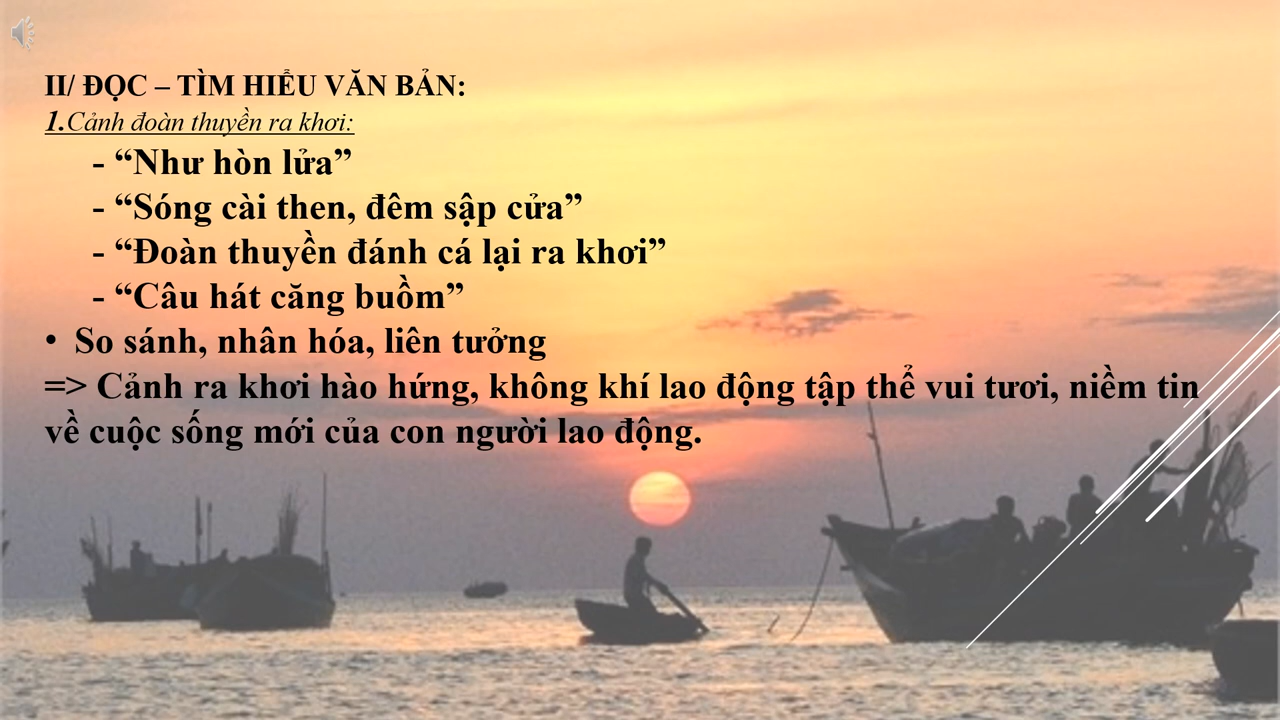 II/ ĐỌC – TÌM HIỂU VĂN BẢN:
1.Cảnh đoàn thuyền ra khơi:
- “Như hòn lửa”
- “Sóng cài then, đêm sập cửa”
- “Đoàn thuyền đánh cá lại ra khơi”
- “Câu hát căng buồm”
• So sánh, nhân hóa, liên tưởng
=> Cảnh ra khơi hào hứng, không khí lao động tập thể vui tươi, niềm tin
về cuộc sống mới của con người lao động.